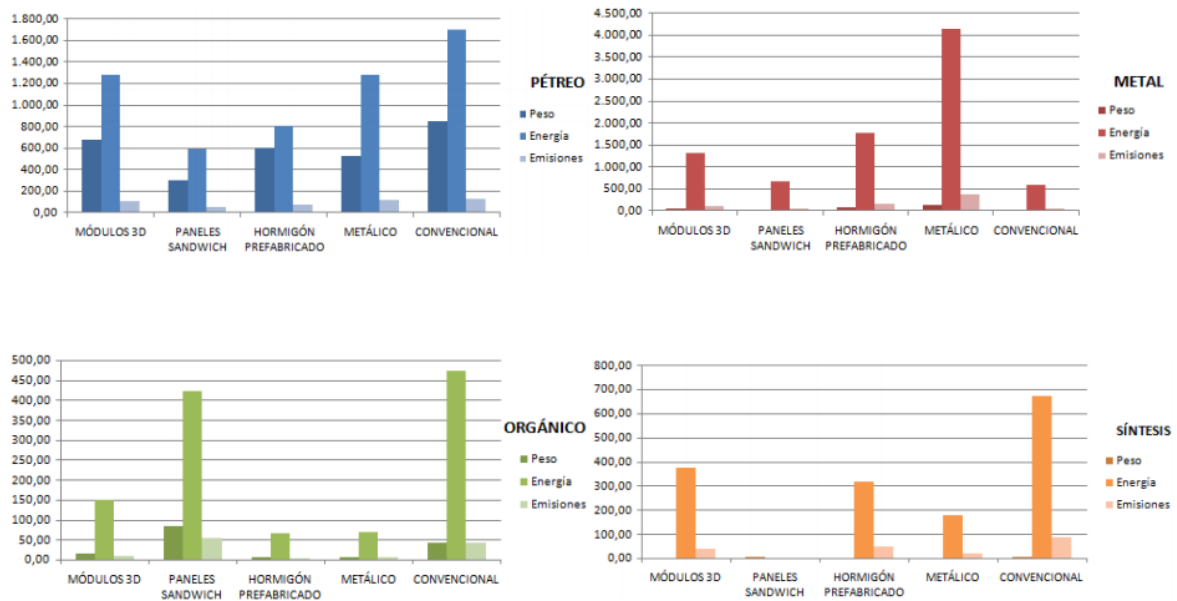 1.800,00
1.600,00
1.400,00
1.200,00
1.000,00
800,00
600,00
400,00
200,00
0,00
MÓDULOS 3D
PANELES
SANDWICH
HORMIGÓN
PREFABRICADO
METÁLICO
CONVENCIONAL
PÉTREO
Peso
Energía
Emisiones
4.500,00
4.000,00
3.500,00
3.000,00
2.500,00
2.000,00
1.500,00
1.000,00
500,00
0,00
MÓDULOS 3D
PANELES
SANDWICH
HORMIGÓN
PREFABRICADO
METÁLICO
CONVENCIONAL
METAL
Peso
Energía
Emisiones
500,00
450,00
400,00
350,00
300,00
250,00
200,00
150,00
100,00
50,00
0,00
MÓDULOS 3D
PANELES
SANDWICH
HORMIGÓN
PREFABRICADO
METÁLICO
CONVENCIONAL
ORGÁNICO
Peso
Energía
Emisiones
800,00
700,00
600,00
500,00
400,00
300,00
200,00
100,00
0,00
MÓDULOS 3D
PANELES
SANDWICH
HORMIGÓN
PREFABRICADO
METÁLICO
CONVENCIONAL
SÍNTESIS
Peso
Energía
Emisiones